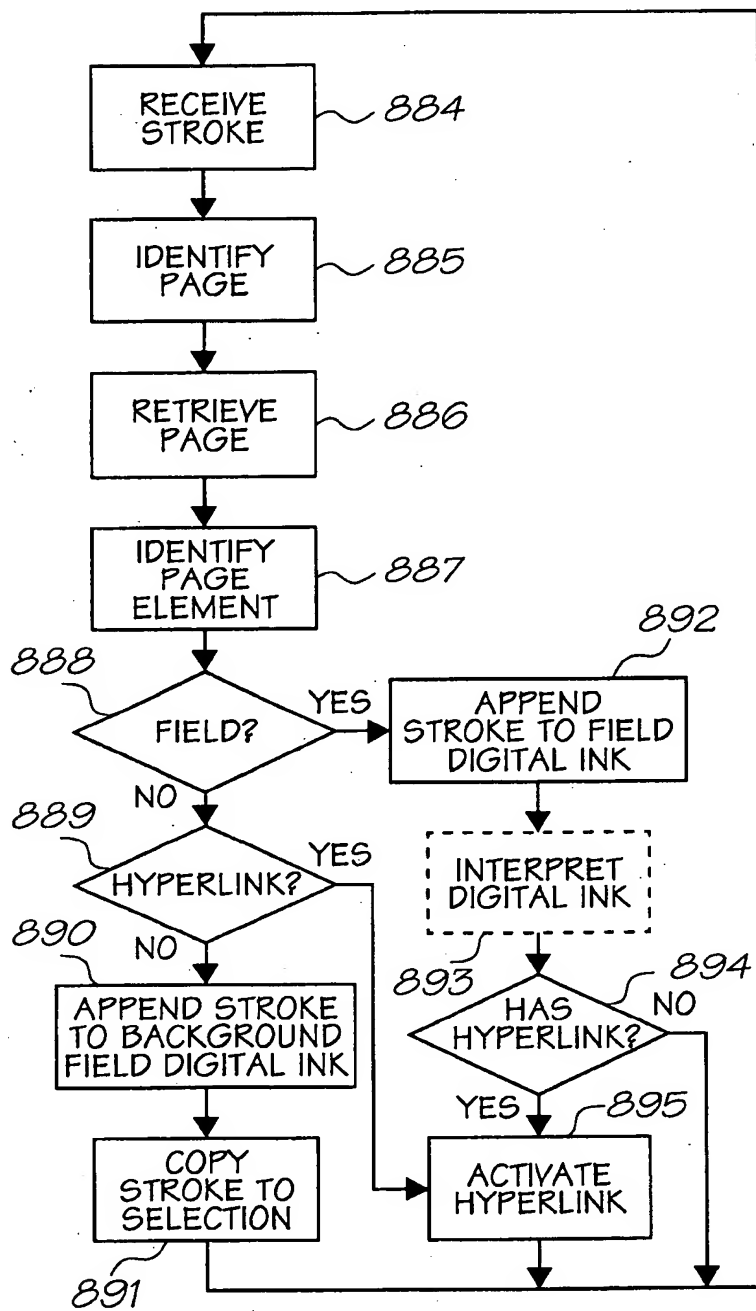 RECEIVE
STROKE
884
IDENTIFY
PAGE
885
RETRIEVE
PAGE
886
IDENTIFY
PAGE
ELEMENT
887
888
FIELD?
YES
NO
892
APPEND
STROKE TO FIELD
DIGITAL INK
889
HYPERLINK?
YES
NO
INTERPRET
DIGITAL INK
893
890
APPEND STROKE
TO BACKGROUND
FIELD DIGITAL INK
894
HAS
HYPERLINK?
NO
YES
895
COPY
STROKE TO
SELECTION
891
ACTIVATE
HYPERLINK